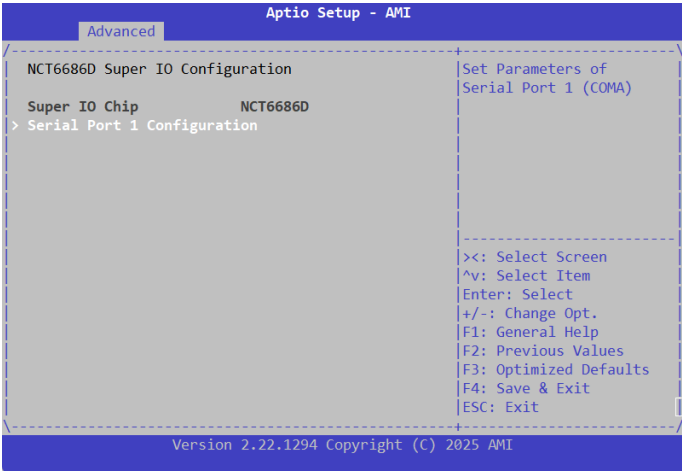 Aptio Setup - AMI
Advanced
NCT6686D Super IO Configuration
Super IO Chip NCT6686D
> Serial Port 1 Configuration
Set Parameters of
Serial Port 1 (COMA)
><: Select Screen
^v: Select Item
Enter: Select
+/-: Change Opt.
F1: General Help
F2: Previous Values
F3: Optimized Defaults
F4: Save & Exit
ESC: Exit
Version 2.22.1294 Copyright (C) 2025 AMI